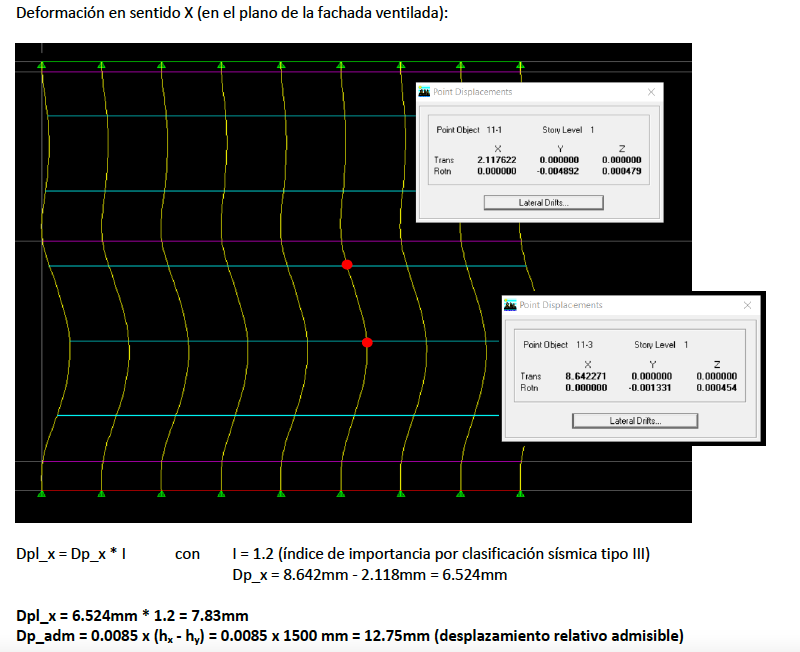 Deformación en sentido X (en el plano de la fachada ventilada):
Point Displacements
Point Object 11-1 Story Level 1
X Y Z
Trans 2.117622 0.000000 0.000000
Rotn 0.000000 -0.004892 0.000479
Lateral Drifts...
Point Displacements
Point Object 11-3 Story Level 1
X Y Z
Trans 8.642271 0.000000 0.000000
Rotn 0.000000 -0.001331 0.000454
Lateral Drifts...
Dpl_x = Dp_x * I con I = 1.2 (índice de importancia por clasificación sísmica tipo III)
Dp_x = 8.642mm - 2.118mm = 6.524mm
Dpl_x = 6.524mm * 1.2 = 7.83mm
Dp_adm = 0.0085 x (hx - hy) = 0.0085 x 1500 mm = 12.75mm (desplazamiento relativo admisible)